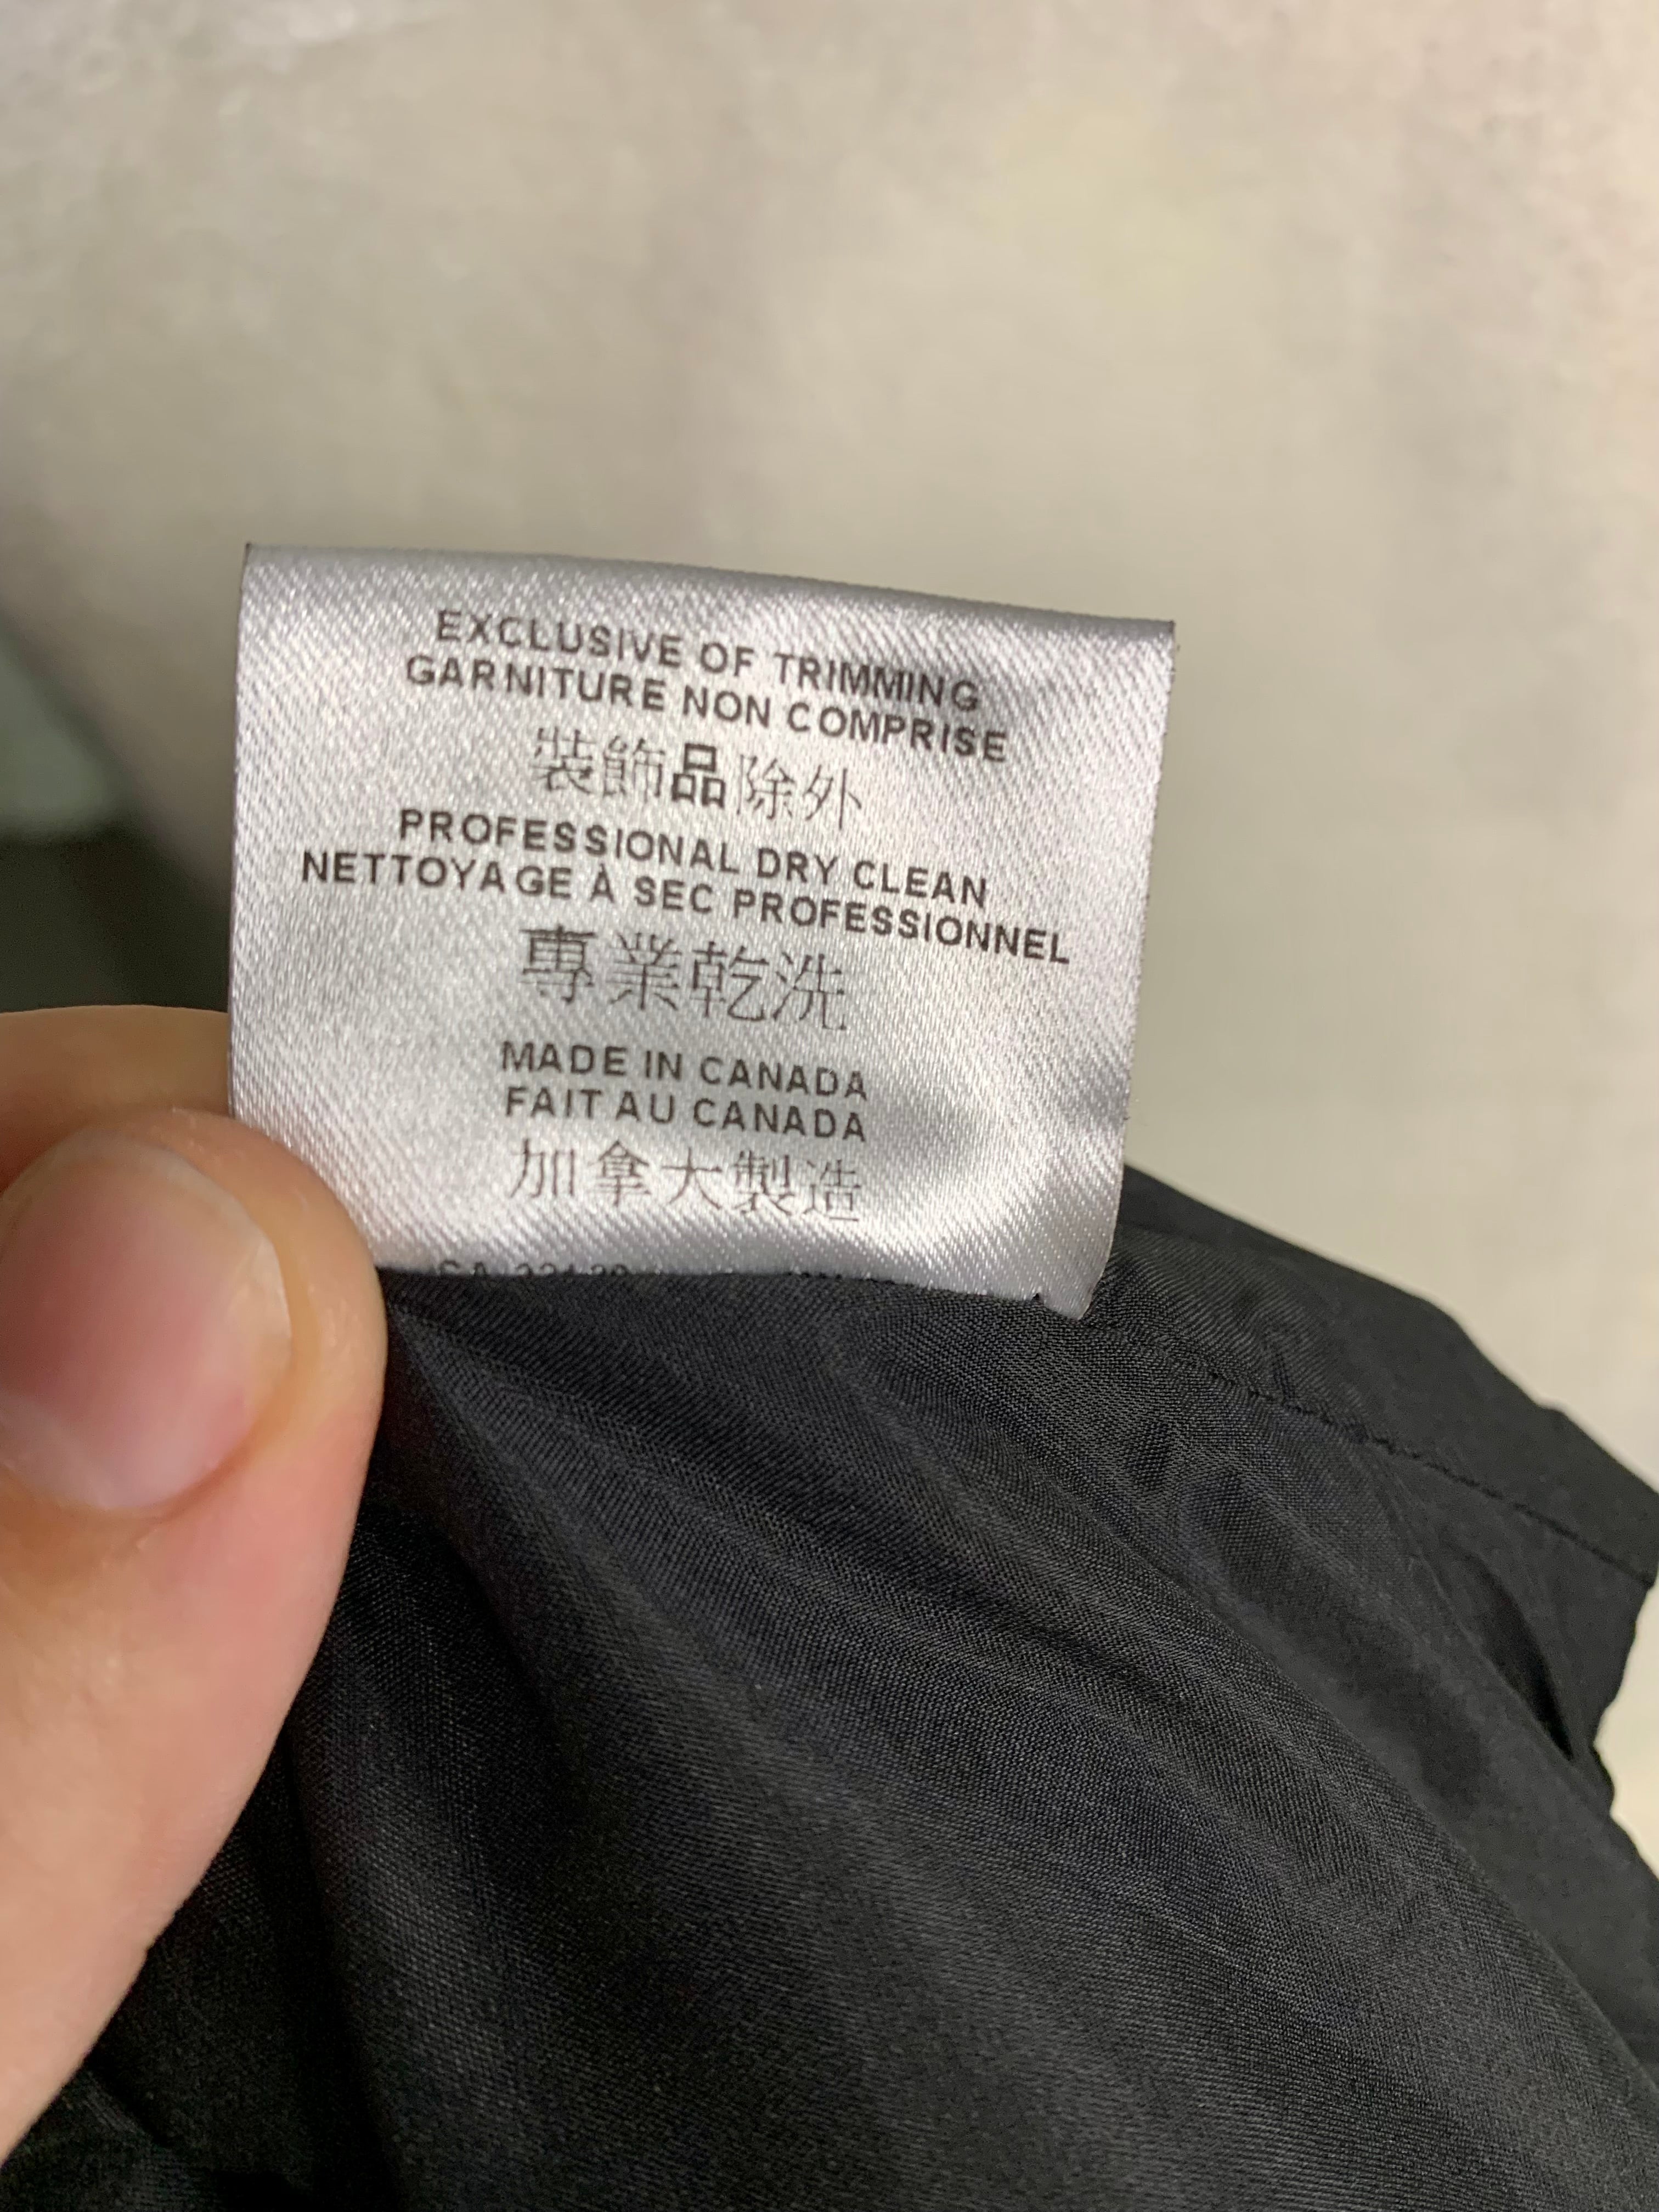 EXCLUSIVE OF TRIMMING
GARNITURE NON COMPRISE
裝飾品除外
PROFESSIONAL DRY CLEAN
NETTOYAGE À SEC PROFESSIONNEL
專業乾洗
MADE IN CANADA
FAIT AU CANADA
加拿大製造